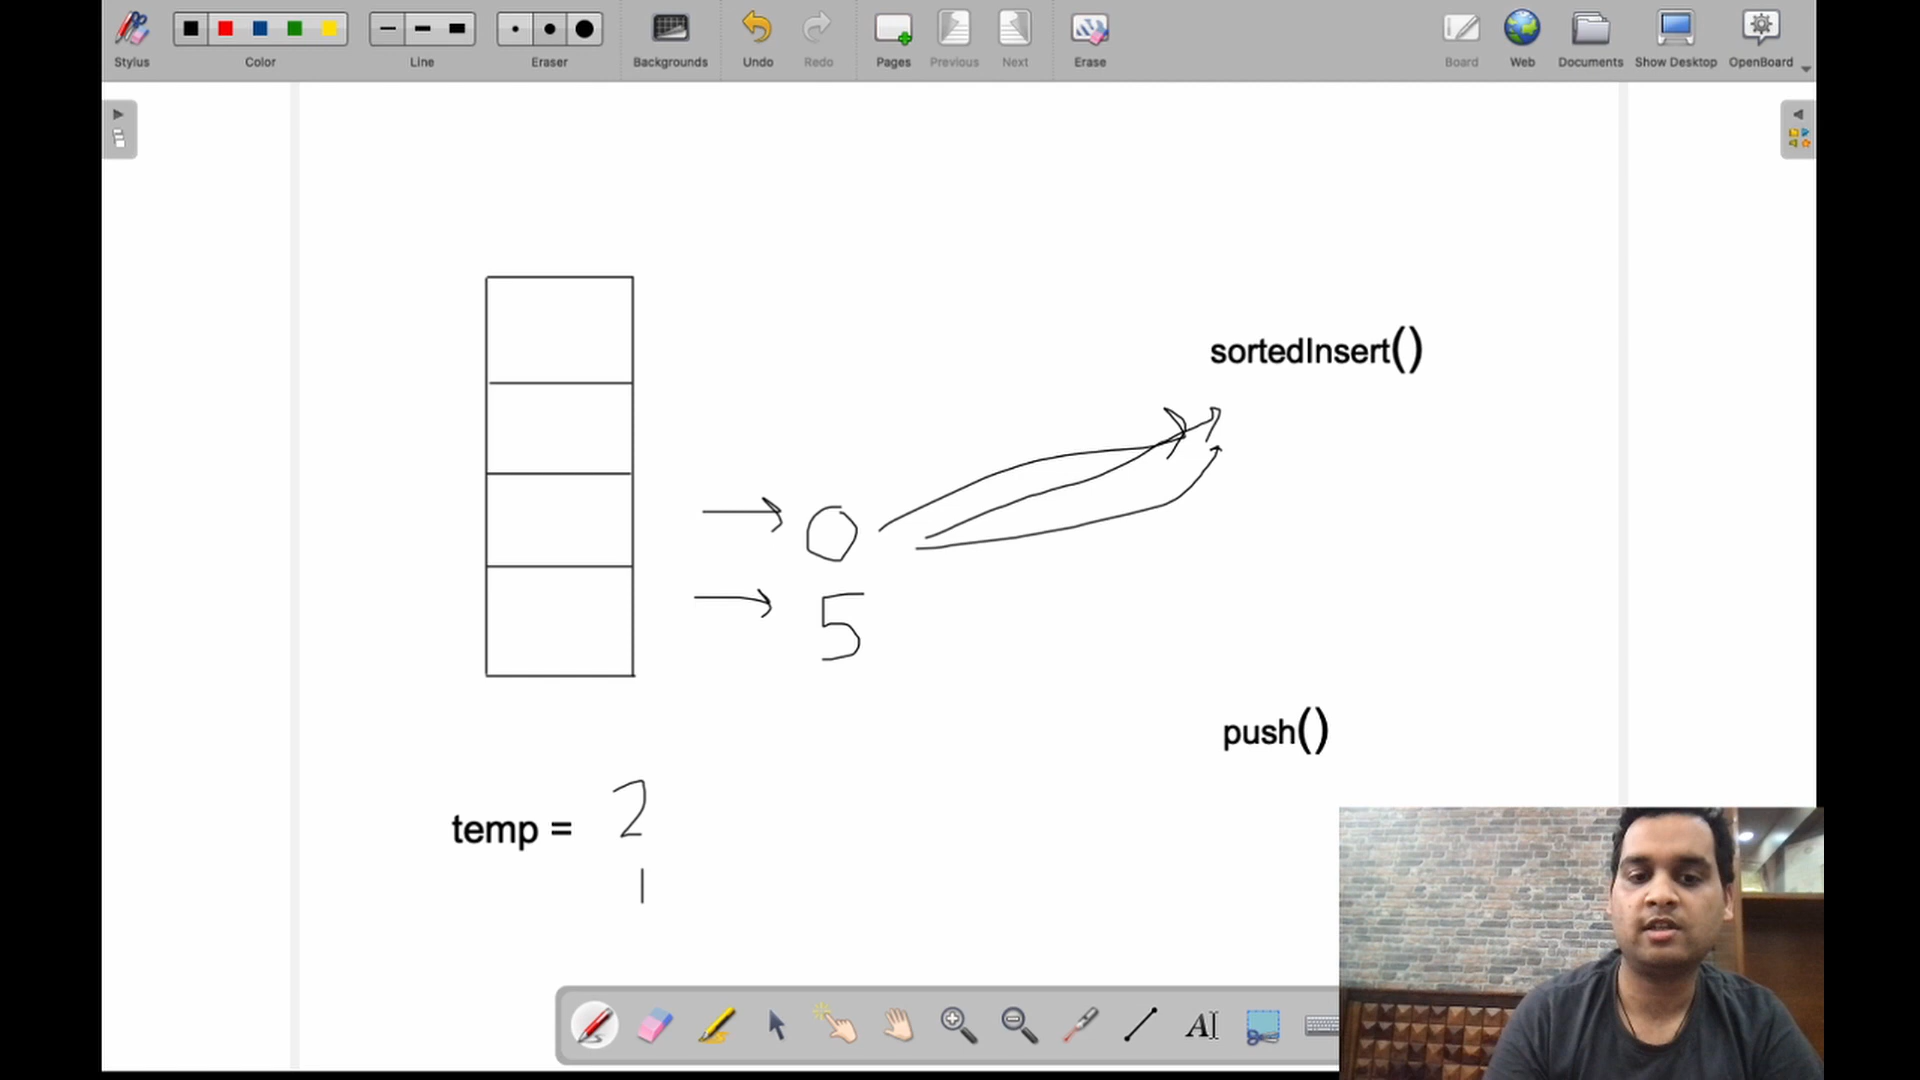 Stylus
Color
Line
Eraser
Backgrounds
Undo
Redo
Pages
Previous
Next
Erase
Board
Web
Documents
Show Desktop
OpenBoard
sortedInsert()
0
5
push()
temp = 2
1